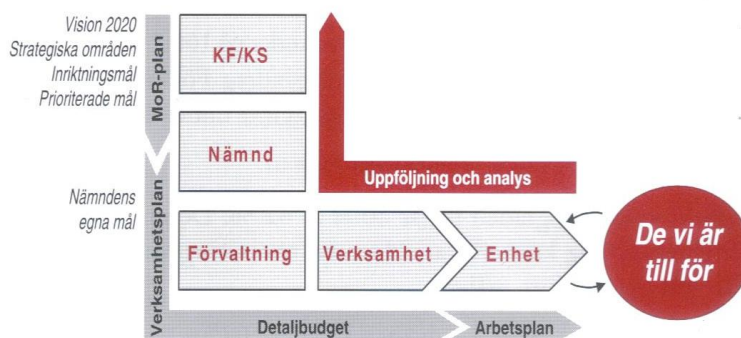 Vision 2020
Strategiska områden
Inriktningsmål
Prioriterade mål
MoR-plan
KF/KS
Nämnd
Uppföljning och analys
Nämndens
egna mål
Verksamhetsplan
Förvaltning
Verksamhet
Enhet
De vi är
till för
Detaljbudget
Arbetsplan